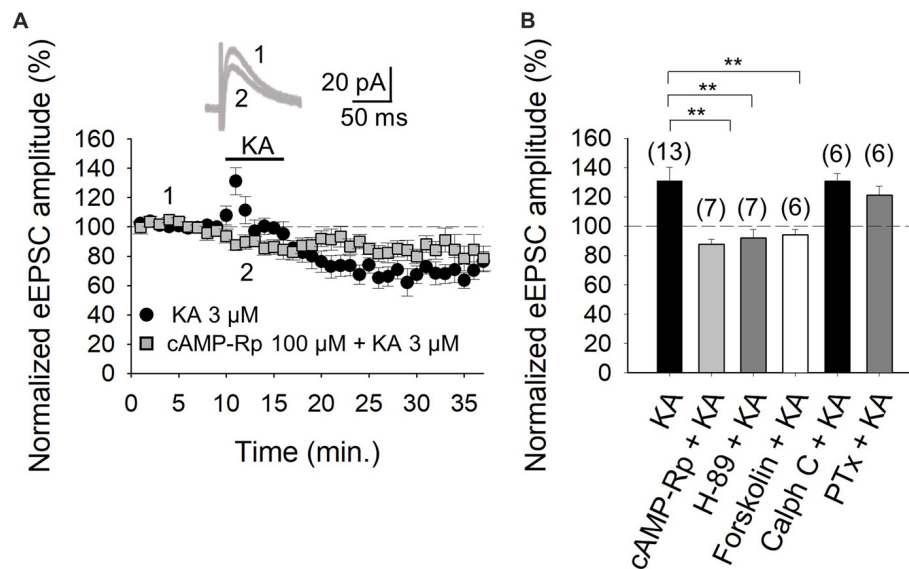 A
Normalized eEPSC amplitude (%)
1
2
20 pA
50 ms
160
140
120
100
80
60
40
20
0
KA
1
2
KA 3 µM
cAMP-Rp 100 µM + KA 3 µM
0 5 10 15 20 25 30 35
Time (min.)
B
Normalized eEPSC amplitude (%)
160
140
120
100
80
60
40
20
0
**
**
**
(13)
(7)
(7)
(6)
(6)
(6)
KA
cAMP-Rp + KA
H-89 + KA
Forskolin + KA
Calph C + KA
PTx + KA